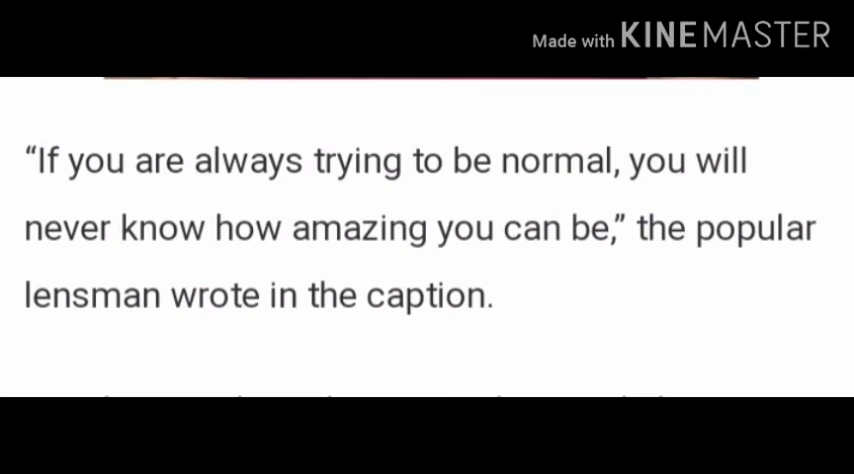 Made with KINEMASTER
“If you are always trying to be normal, you will
never know how amazing you can be,” the popular
lensman wrote in the caption.